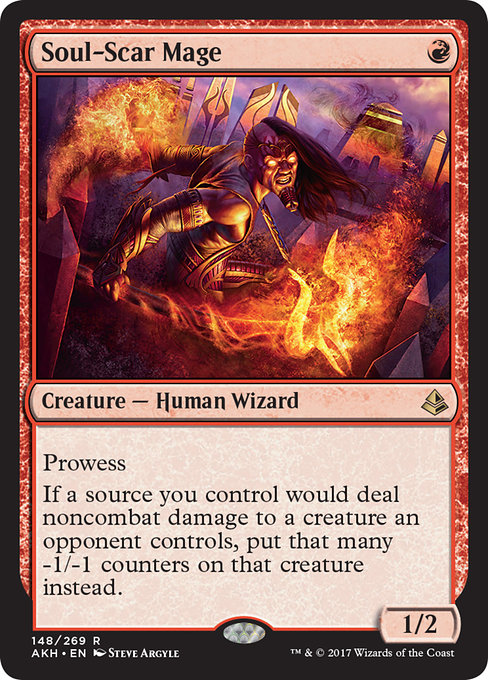 Soul-Scar Mage
Creature — Human Wizard
Prowess
If a source you control would deal
noncombat damage to a creature an
opponent controls, put that many
-1/-1 counters on that creature
instead.
1/2
148/269 R
AKH • EN Steve Argyle
™ & © 2017 Wizards of the Coast